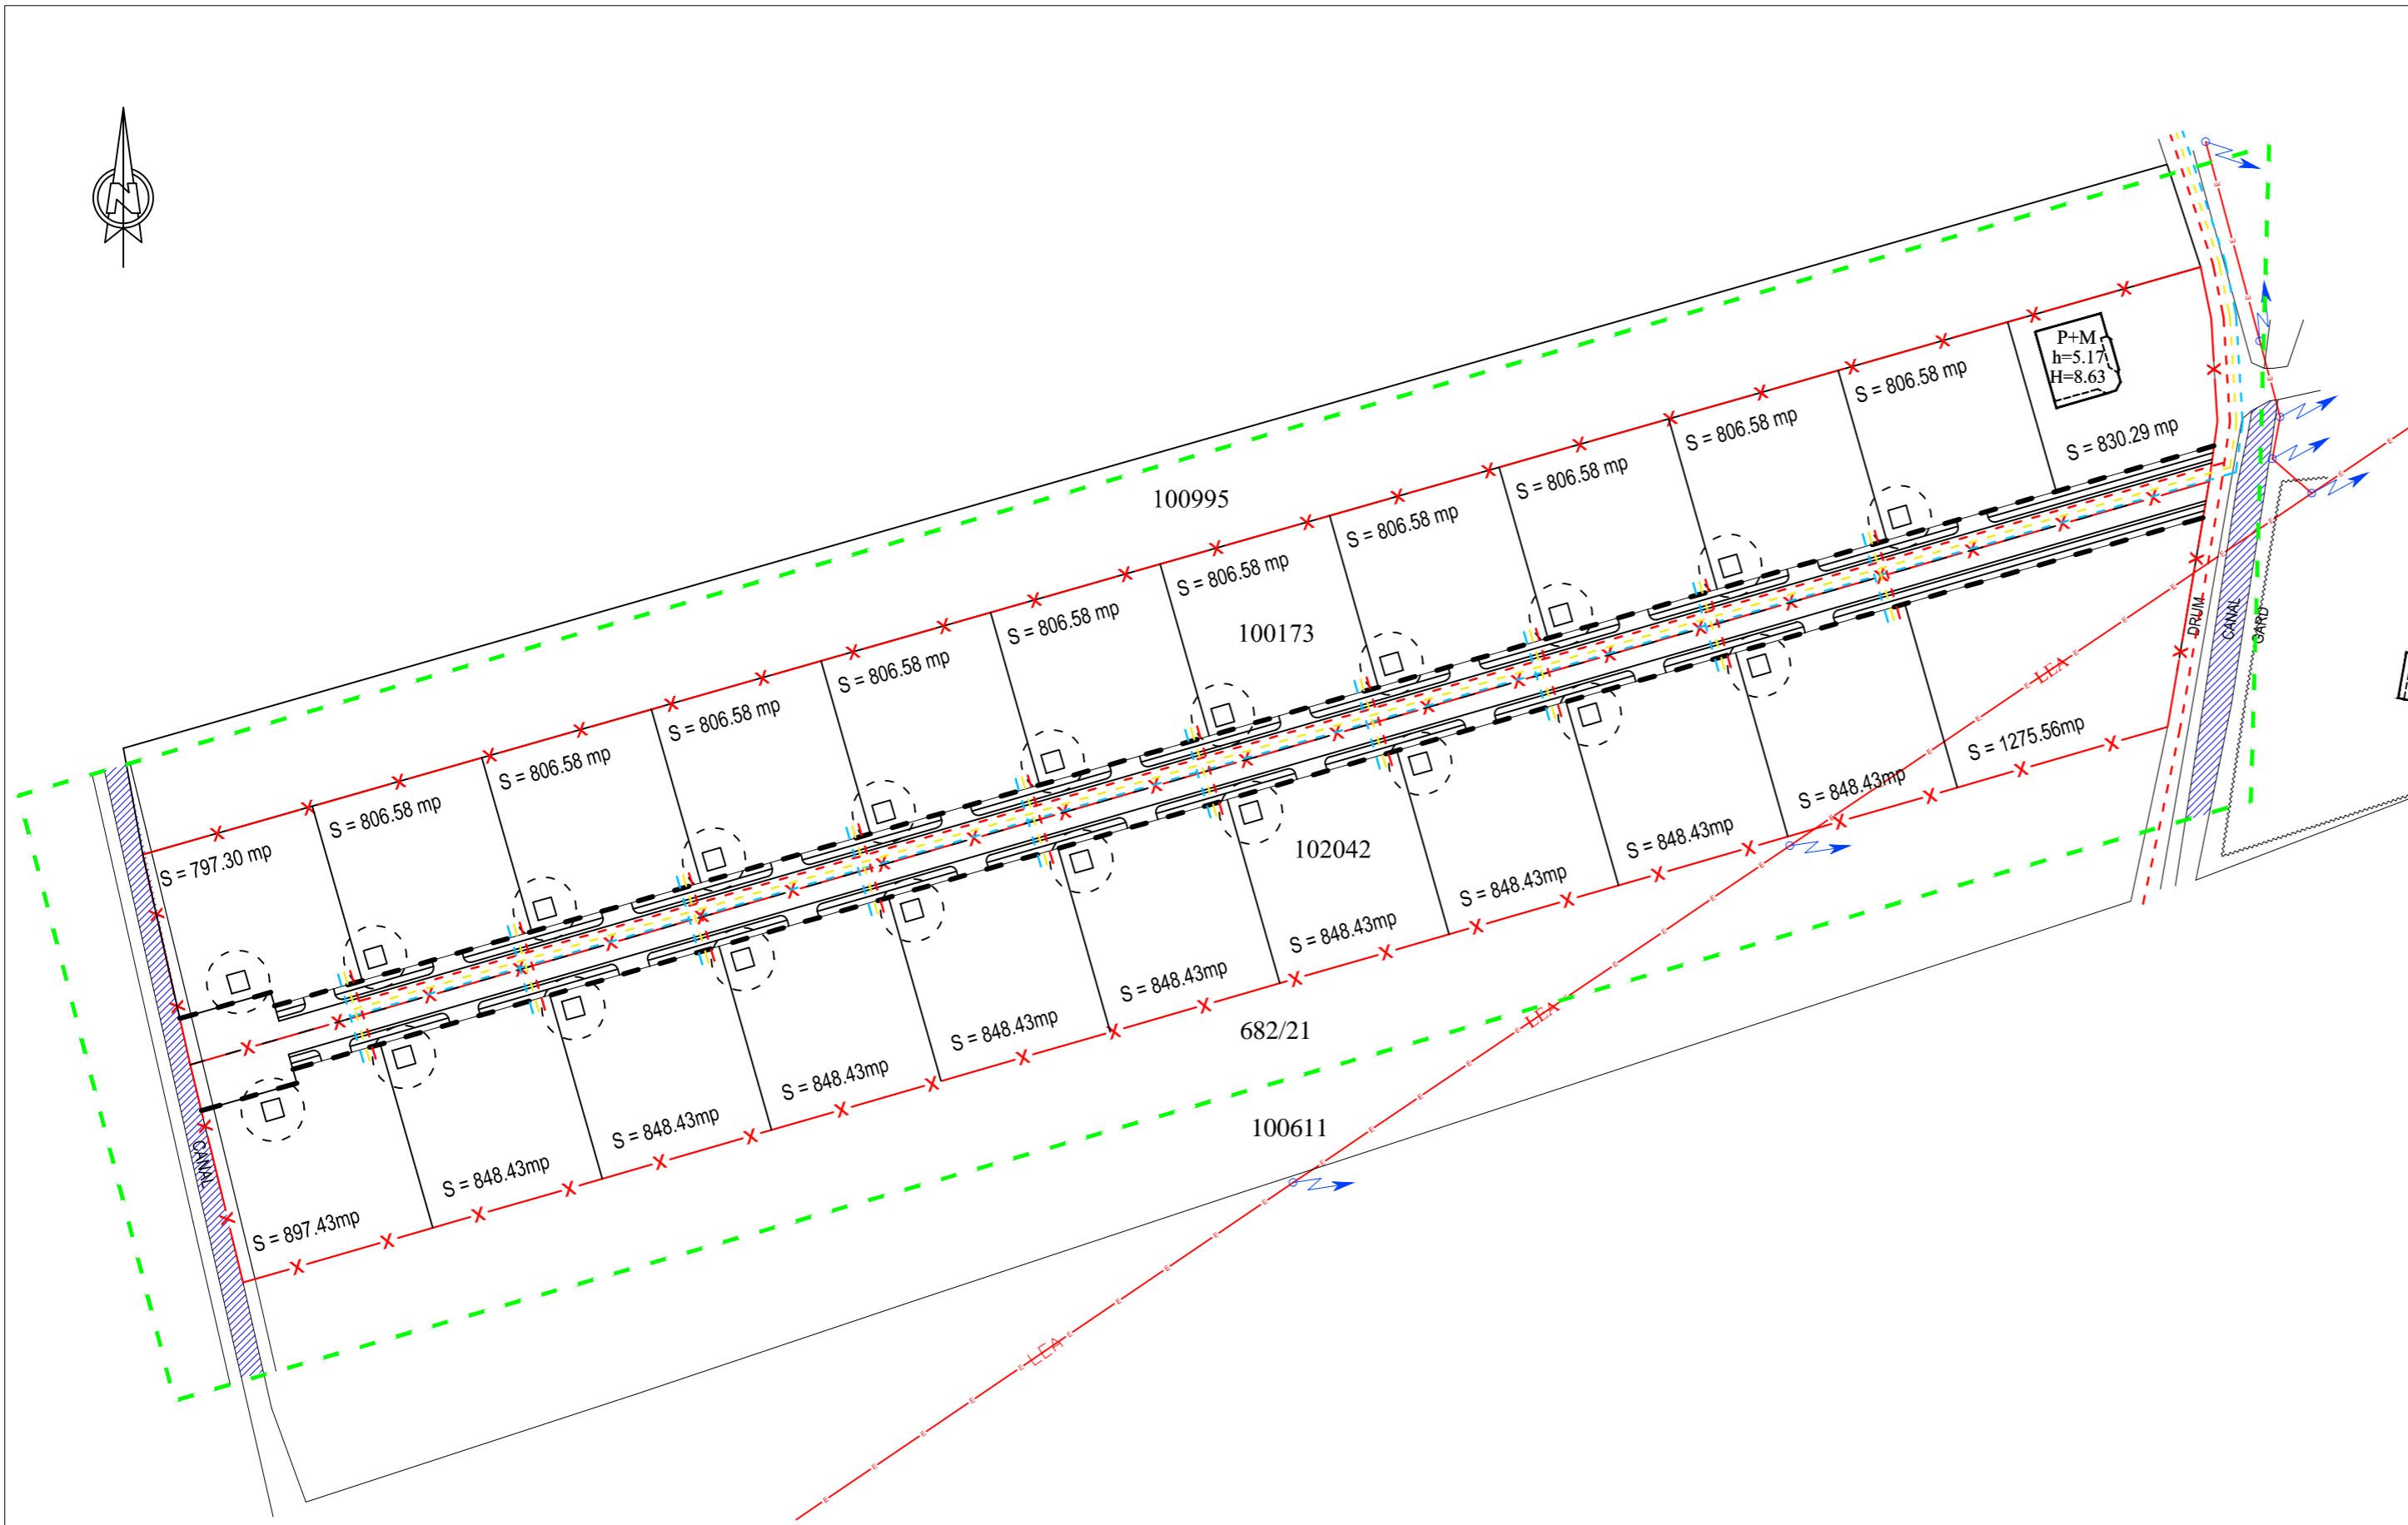 N
P+M
h=5.17
H=8.63
S = 830.29 mp
S = 806.58 mp
S = 806.58 mp
S = 806.58 mp
S = 806.58 mp
S = 806.58 mp
S = 806.58 mp
S = 806.58 mp
S = 806.58 mp
S = 806.58 mp
S = 806.58 mp
S = 797.30 mp
100995
100173
102042
682/21
100611
DRUM
CANAL
GARD
LEA
LEA
LEA
S = 1275.56mp
S = 848.43mp
S = 848.43mp
S = 848.43mp
S = 848.43mp
S = 848.43mp
S = 848.43mp
S = 848.43mp
S = 848.43mp
S = 848.43mp
S = 897.43mp
CANAL